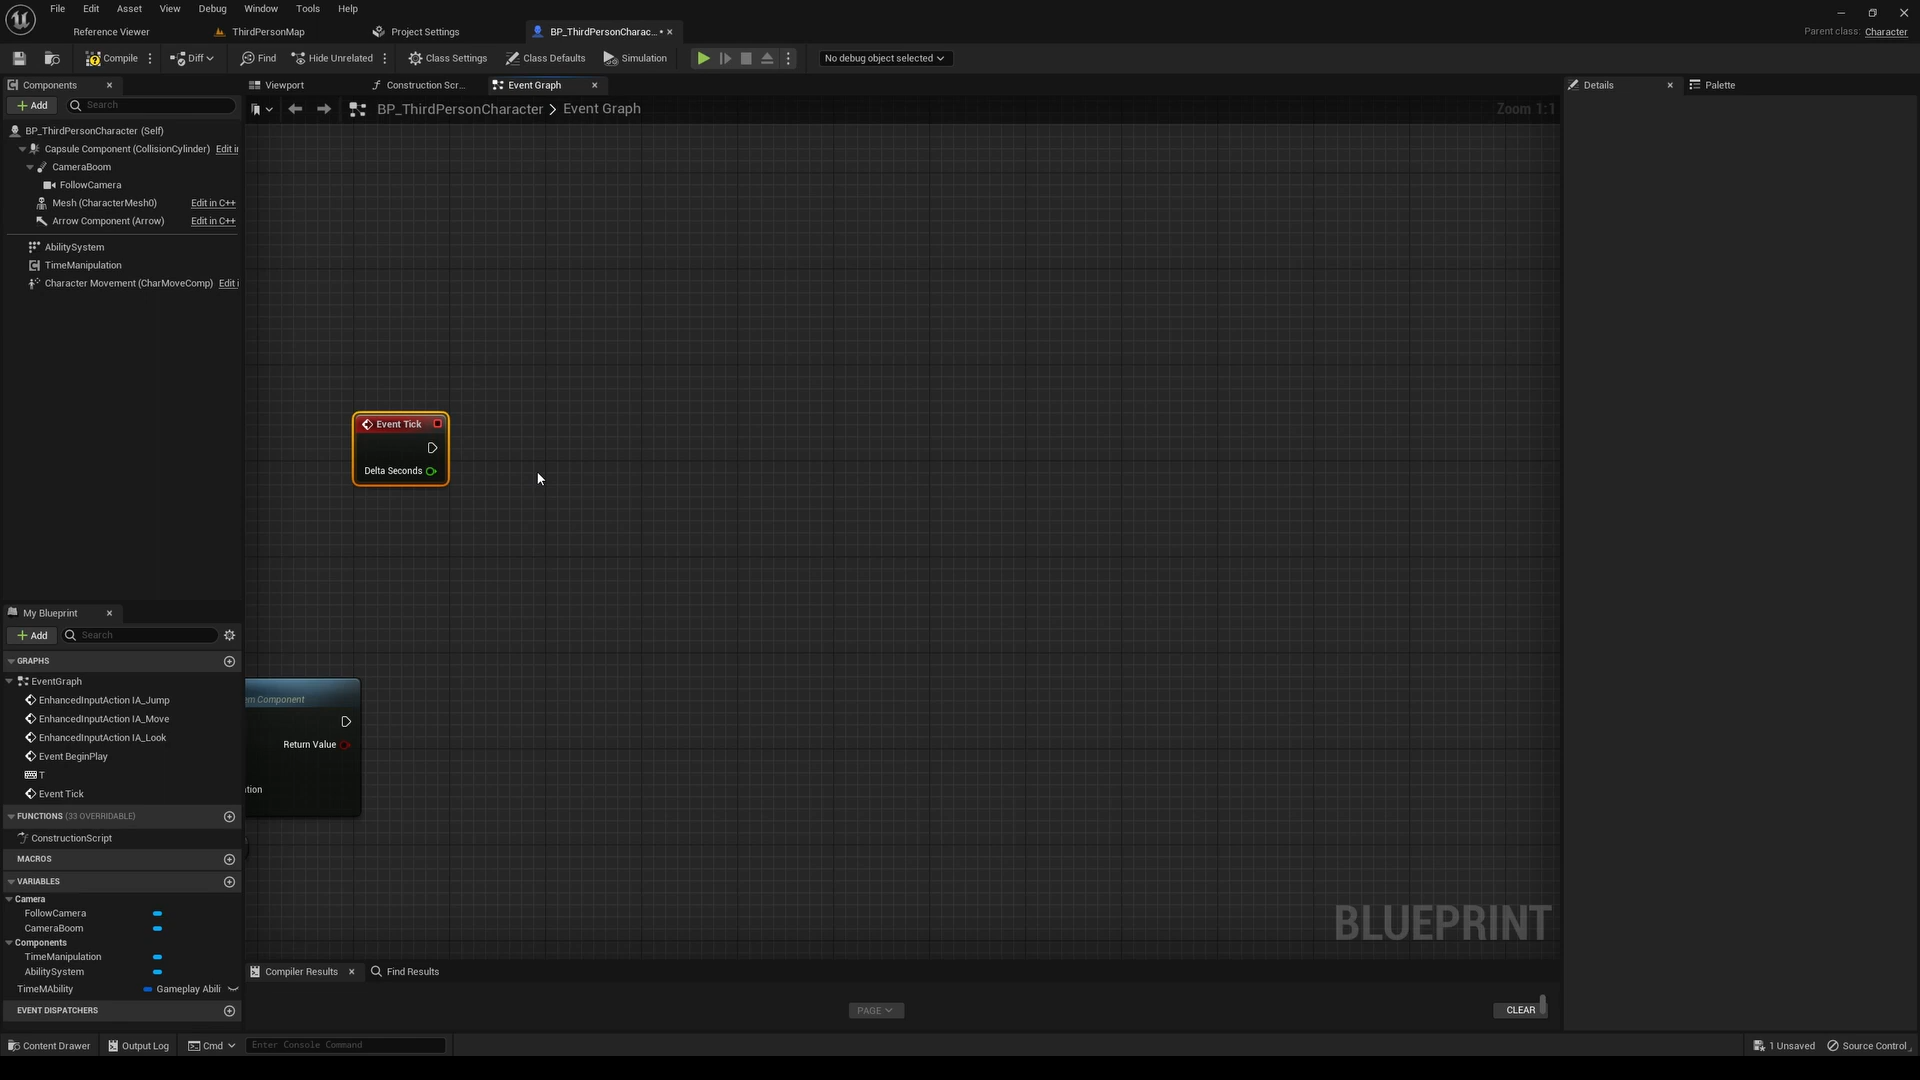 File Edit Asset View Debug Window Tools Help
Reference Viewer ThirdPersonMap Project Settings BP_ThirdPersonCharac... •
Parent class: Character
Compile Diff Find Hide Unrelated Class Settings Class Defaults Simulation No debug object selected
Components
Add Search
BP_ThirdPersonCharacter (Self)
Capsule Component (CollisionCylinder) Edit i
CameraBoom
FollowCamera
Mesh (CharacterMesh0) Edit in C++
Arrow Component (Arrow) Edit in C++
AbilitySystem
TimeManipulation
Character Movement (CharMoveComp) Edit i
Viewport Construction Scr... Event Graph
BP_ThirdPersonCharacter > Event Graph
Zoom 1:1
Event Tick
Delta Seconds
em Component
Return Value
BLUEPRINT
Details Palette
My Blueprint
Add Search
GRAPHS
EventGraph
EnhancedInputAction IA_Jump
EnhancedInputAction IA_Move
EnhancedInputAction IA_Look
Event BeginPlay
T
Event Tick
FUNCTIONS (33 OVERRIDABLE)
ConstructionScript
MACROS
VARIABLES
Camera
FollowCamera
CameraBoom
Components
TimeManipulation
AbilitySystem
TimeMAbility Gameplay Abili
EVENT DISPATCHERS
Compiler Results Find Results
PAGE
CLEAR
Content Drawer Output Log Cmd Enter Console Command
1 Unsaved Source Control